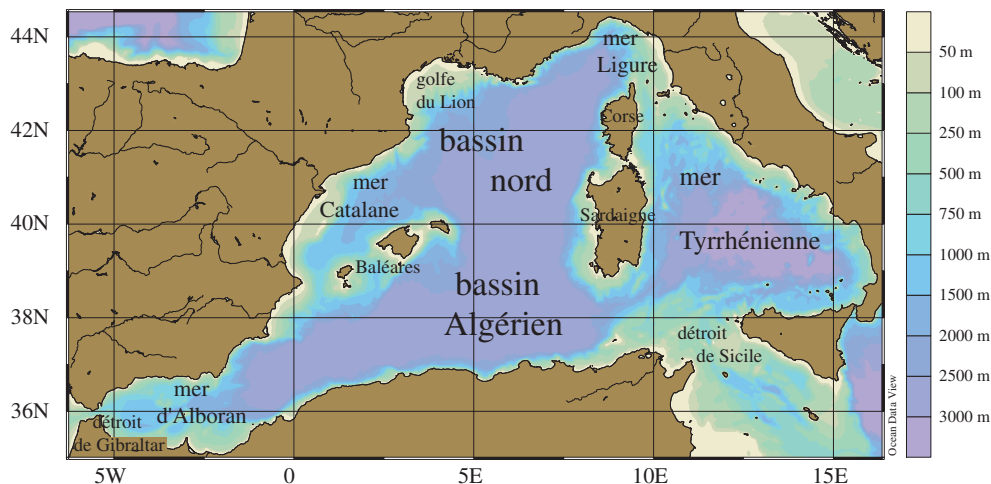 44N
42N
40N
38N
36N
mer
Ligure
golfe
du Lion
Corse
bassin
nord
mer
Catalane
mer
Tyrrhénienne
Sardaigne
Baléares
bassin
Algérien
détroit
de Sicile
mer
d'Alboran
détroit
de Gibraltar
5W
0
5E
10E
15E
Ocean Data View
50 m
100 m
250 m
500 m
750 m
1000 m
1500 m
2000 m
2500 m
3000 m